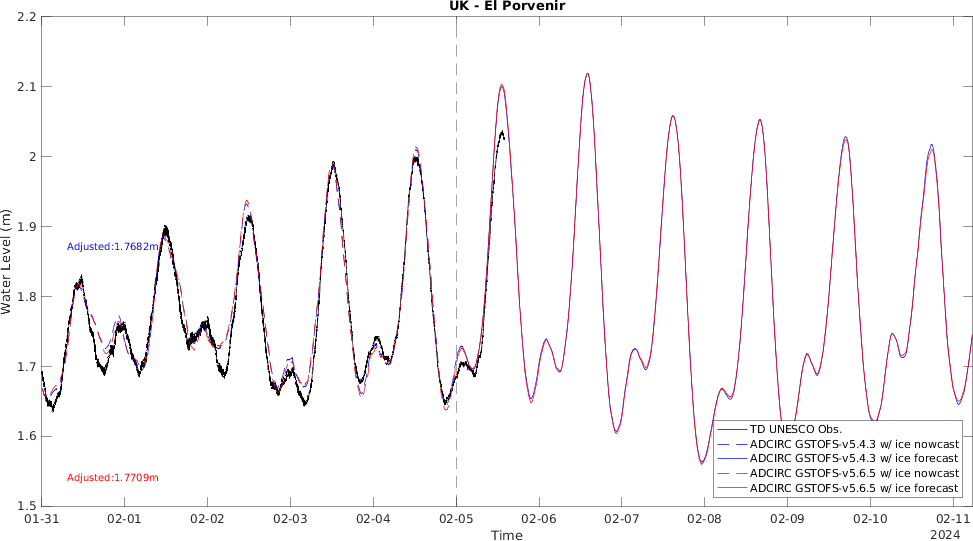 UK - El Porvenir
2.2
2.1
2
1.9
1.8
1.7
1.6
1.5
Water Level (m)
Adjusted:1.7682m
Adjusted:1.7709m
TD UNESCO Obs.
ADCIRC GSTOFS-v5.4.3 w/ ice nowcast
ADCIRC GSTOFS-v5.4.3 w/ ice forecast
ADCIRC GSTOFS-v5.6.5 w/ ice nowcast
ADCIRC GSTOFS-v5.6.5 w/ ice forecast
01-31 02-01 02-02 02-03 02-04 02-05 02-06 02-07 02-08 02-09 02-10 02-11
2024
Time